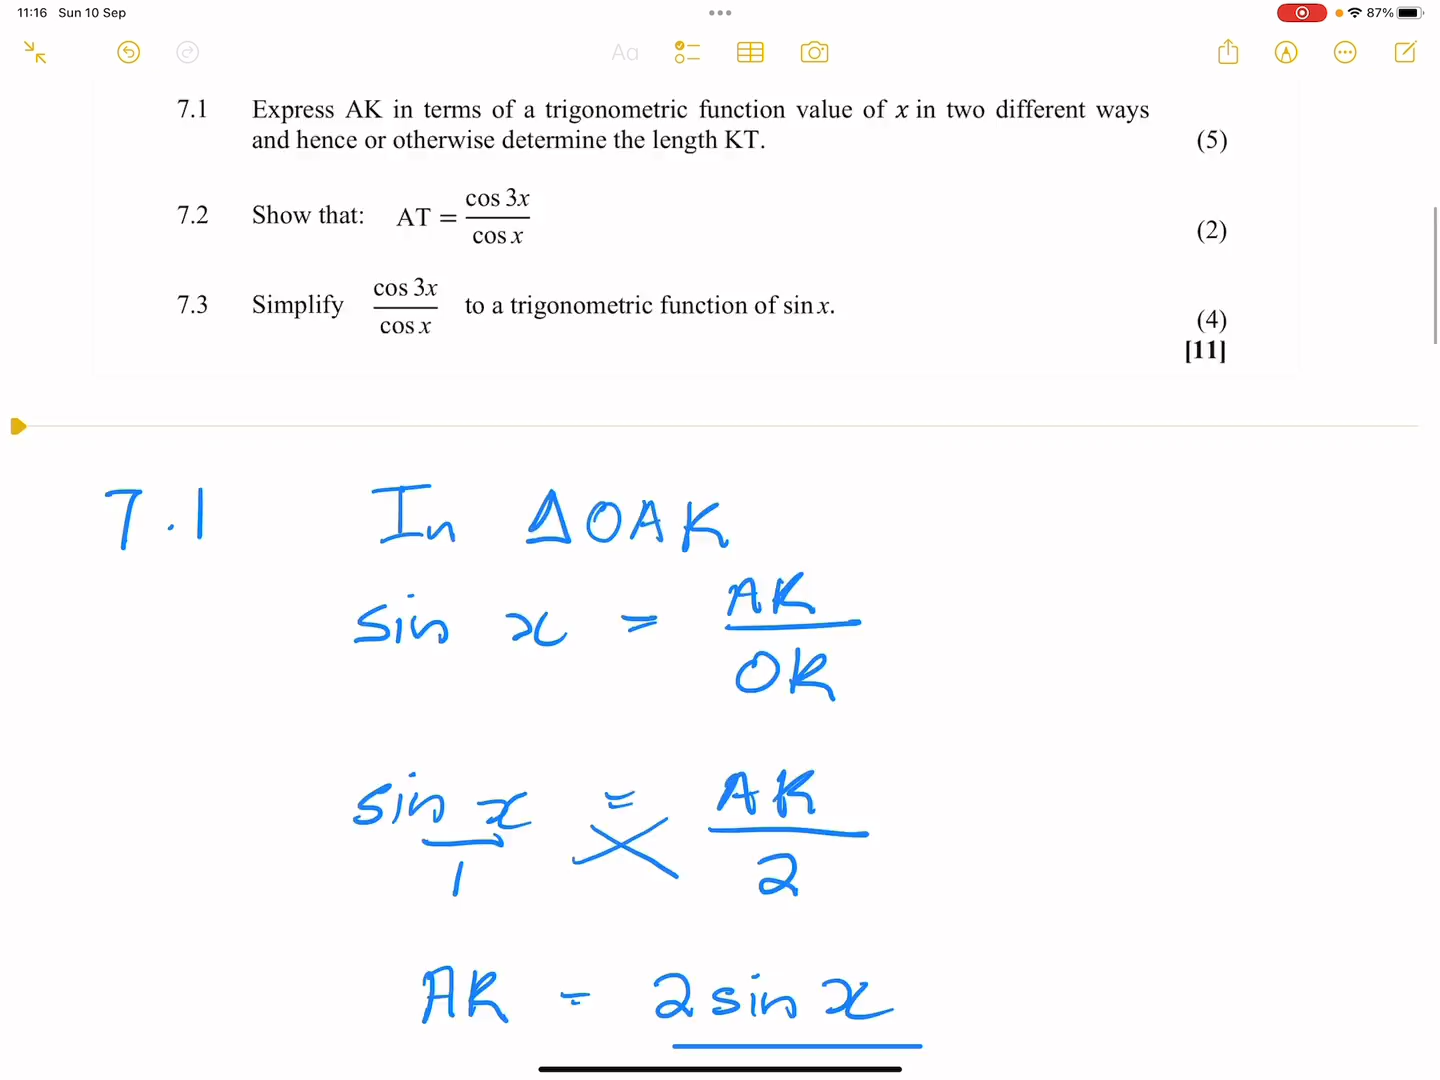 11:16 Sun 10 Sep 87%
Aa
7.1 Express AK in terms of a trigonometric function value of x in two different ways
and hence or otherwise determine the length KT. (5)
7.2 Show that: AT = cos 3x / cos x (2)
7.3 Simplify cos 3x / cos x to a trigonometric function of sin x. (4)
[11]
7.1 In ΔOAK
sin x = AK / OK
sin x / 1 = AK / 2
AK = 2 sin x